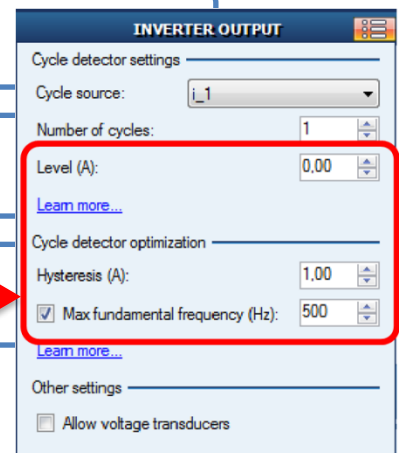 INVERTER OUTPUT
Cycle detector settings
Cycle source: i_1
Number of cycles: 1
Level (A): 0,00
Learn more...
Cycle detector optimization
Hysteresis (A): 1,00
Max fundamental frequency (Hz): 500
Learn more...
Other settings
Allow voltage transducers